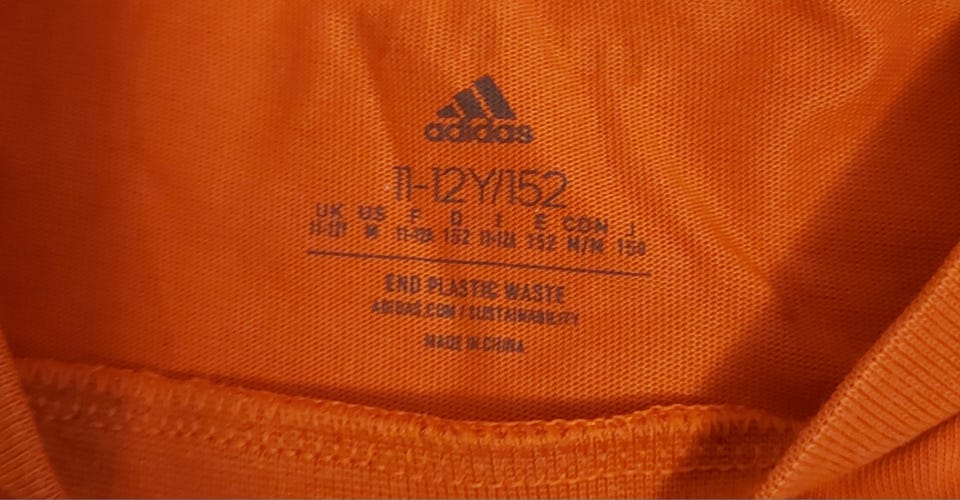 adidas
11-12Y/152
UK US F D I E CDN J
11-12Y M 11-12A 152 11-12A 152 M/M 150
END PLASTIC WASTE
ADIDAS.COM/SUSTAINABILITY
MADE IN CHINA